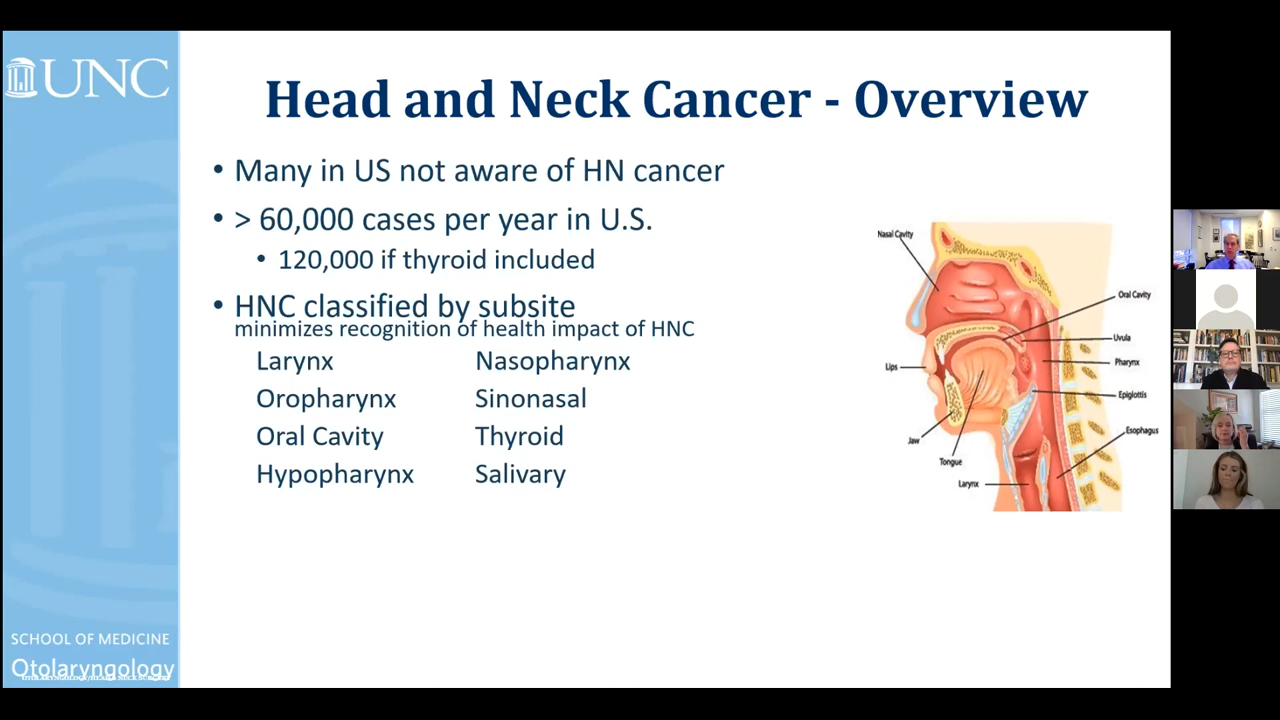 UNC
Head and Neck Cancer - Overview
• Many in US not aware of HN cancer
• > 60,000 cases per year in U.S.
• 120,000 if thyroid included
• HNC classified by subsite
minimizes recognition of health impact of HNC
Larynx Nasopharynx
Oropharynx Sinonasal
Oral Cavity Thyroid
Hypopharynx Salivary
Nasal Cavity
Oral Cavity
Uvula
Lips
Pharynx
Epiglottis
Esophagus
Jaw
Tongue
Larynx
SCHOOL OF MEDICINE
Otolaryngology